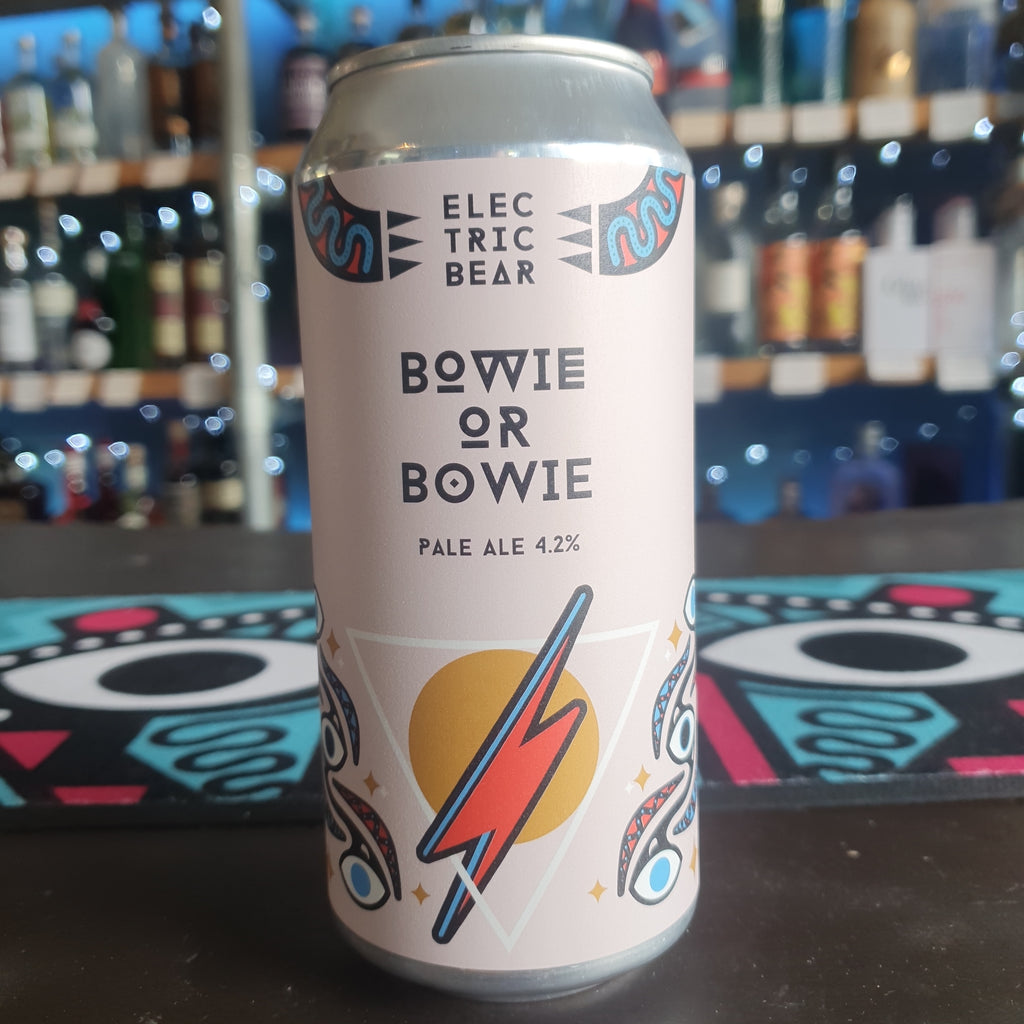 ELEC
TRIC
BEAR
BOWIE
OR
BOWIE
PALE ALE 4.2%